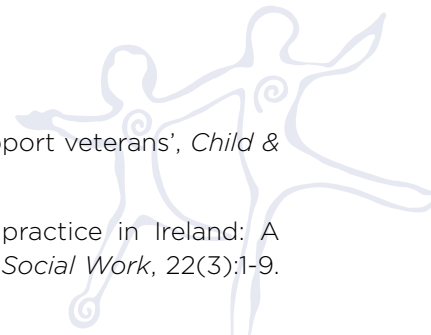 port veterans', Child &
practice in Ireland: A
Social Work, 22(3):1-9.